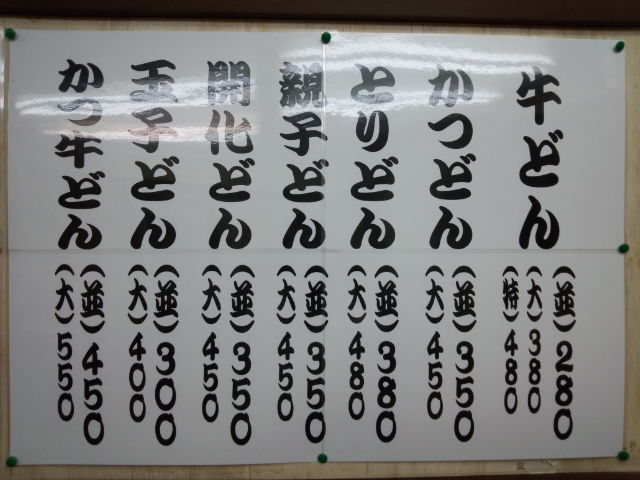 牛どん
(並)280
(大)380
(特)480
かつどん
(並)350
(大)450
とりどん
(並)380
(大)480
親子どん
(並)350
(大)450
開化どん
(並)350
(大)450
玉子どん
(並)300
(大)400
かつ牛どん
(並)450
(大)550